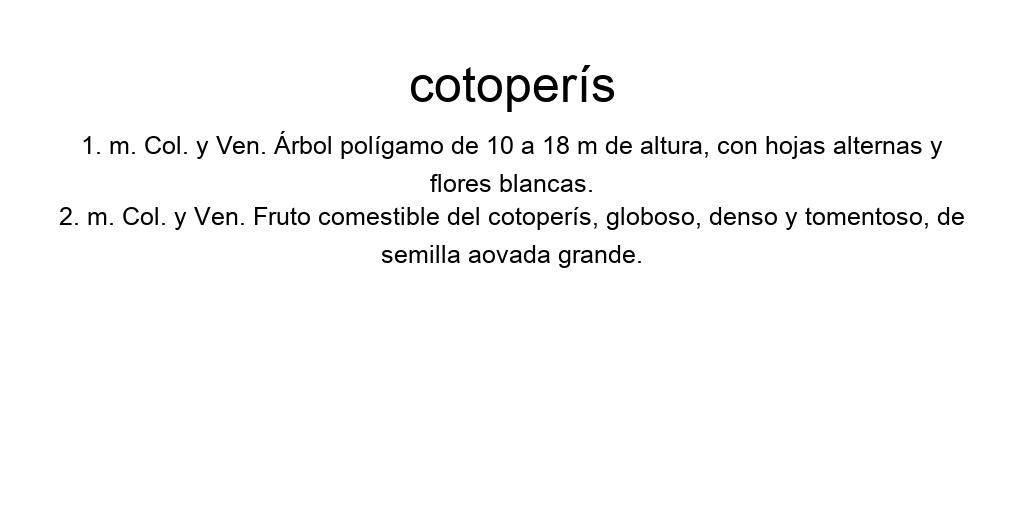 cotoperís
1. m. Col. y Ven. Árbol polígamo de 10 a 18 m de altura, con hojas alternas y
flores blancas.
2. m. Col. y Ven. Fruto comestible del cotoperís, globoso, denso y tomentoso, de
semilla aovada grande.